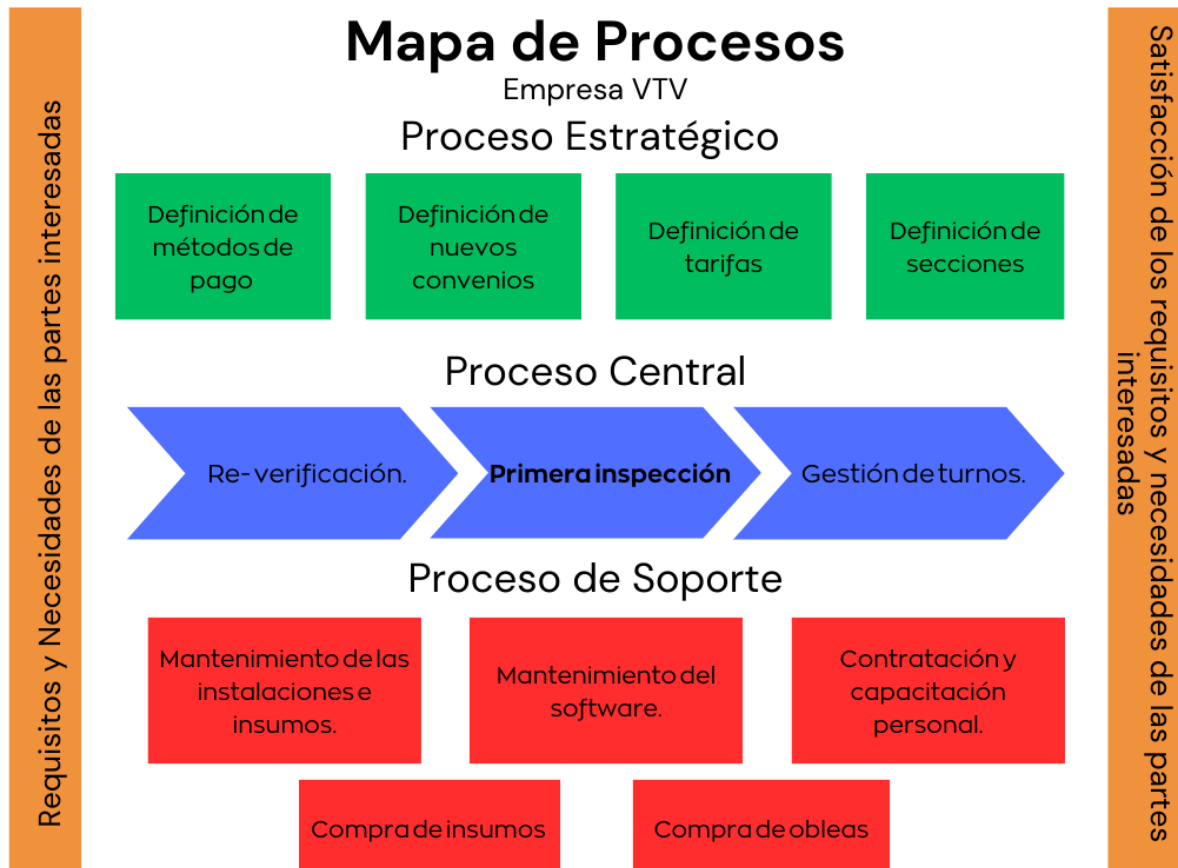 Requisitos y Necesidades de las partes interesadas
Mapa de Procesos
Empresa VTV
Proceso Estratégico
Definición de
métodos de
pago
Definición de
nuevos
convenios
Definición de
tarifas
Definición de
secciones
Proceso Central
Re-verificación.
Primera inspección
Gestión de turnos.
Proceso de Soporte
Mantenimiento de las
instalaciones e
insumos.
Mantenimiento del
software.
Contratación y
capacitación
personal.
Compra de insumos
Compra de obleas
Satisfacción de los requisitos y necesidades de las partes
interesadas